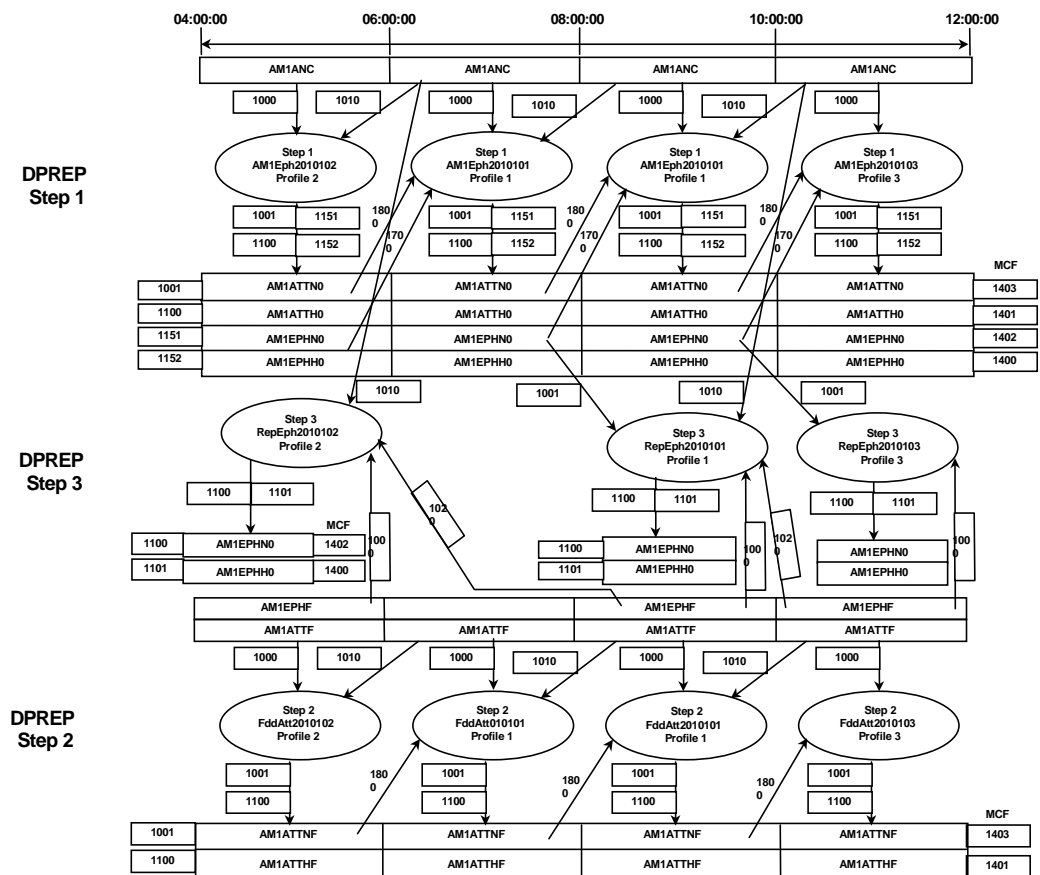 04:00:00 06:00:00 08:00:00 10:00:00 12:00:00
AM1ANC AM1ANC AM1ANC AM1ANC
1000 1010 1000 1010 1000 1010 1000
DPREP
Step 1
Step 1
AM1Eph2010102
Profile 2
Step 1
AM1Eph2010101
Profile 1
Step 1
AM1Eph2010101
Profile 1
Step 1
AM1Eph2010103
Profile 3
1001 1151 180
0
1001 1151 180
0
1001 1151 180
0
1001 1151
1100 1152 170
0
1100 1152 170
0
1100 1152 170
0
1100 1152
MCF
1001 AM1ATTN0 AM1ATTN0 AM1ATTN0 AM1ATTN0 1403
1100 AM1ATTH0 AM1ATTH0 AM1ATTH0 AM1ATTH0 1401
1151 AM1EPHN0 AM1EPHN0 AM1EPHN0 AM1EPHN0 1402
1152 AM1EPHH0 AM1EPHH0 AM1EPHH0 AM1EPHH0 1400
1010 1001 1010 1001
DPREP
Step 3
Step 3
RepEph2010102
Profile 2
Step 3
RepEph2010101
Profile 1
Step 3
RepEph2010103
Profile 3
1100 1101 102
0
1100 1101 102
0
1100 1101
MCF
1100 AM1EPHN0 1402 100
0
1101 AM1EPHH0 1400
1100 AM1EPHN0 100
0
1101 AM1EPHH0
AM1EPHN0 100
0
AM1EPHH0
AM1EPHF AM1EPHF AM1EPHF
AM1ATTF AM1ATTF AM1ATTF AM1ATTF
1000 1010 1000 1010 1000 1010 1000
DPREP
Step 2
Step 2
FddAtt2010102
Profile 2
Step 2
FddAtt010101
Profile 1
Step 2
FddAtt2010101
Profile 1
Step 2
FddAtt2010103
Profile 3
1001 180
0
1001 180
0
1001 180
0
1001
1100 1100 1100 1100
MCF
1001 AM1ATTNF AM1ATTNF AM1ATTNF AM1ATTNF 1403
1100 AM1ATTHF AM1ATTHF AM1ATTHF AM1ATTHF 1401